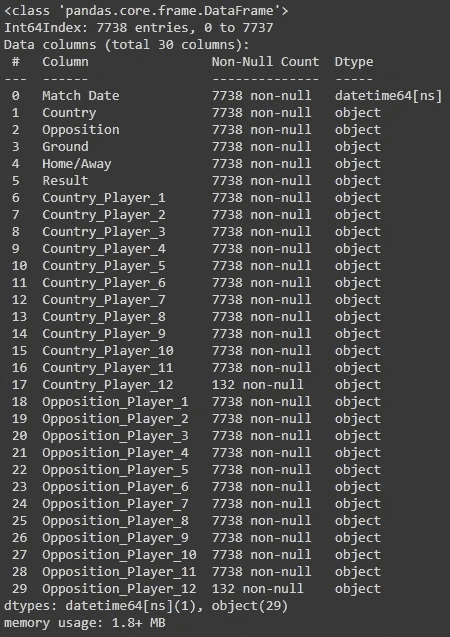 <class 'pandas.core.frame.DataFrame'>
Int64Index: 7738 entries, 0 to 7737
Data columns (total 30 columns):
 #   Column                Non-Null Count  Dtype
---  ------                --------------  -----
 0   Match Date            7738 non-null   datetime64[ns]
 1   Country               7738 non-null   object
 2   Opposition            7738 non-null   object
 3   Ground                7738 non-null   object
 4   Home/Away             7738 non-null   object
 5   Result                7738 non-null   object
 6   Country_Player_1      7738 non-null   object
 7   Country_Player_2      7738 non-null   object
 8   Country_Player_3      7738 non-null   object
 9   Country_Player_4      7738 non-null   object
 10  Country_Player_5      7738 non-null   object
 11  Country_Player_6      7738 non-null   object
 12  Country_Player_7      7738 non-null   object
 13  Country_Player_8      7738 non-null   object
 14  Country_Player_9      7738 non-null   object
 15  Country_Player_10     7738 non-null   object
 16  Country_Player_11     7738 non-null   object
 17  Country_Player_12     132 non-null    object
 18  Opposition_Player_1   7738 non-null   object
 19  Opposition_Player_2   7738 non-null   object
 20  Opposition_Player_3   7738 non-null   object
 21  Opposition_Player_4   7738 non-null   object
 22  Opposition_Player_5   7738 non-null   object
 23  Opposition_Player_6   7738 non-null   object
 24  Opposition_Player_7   7738 non-null   object
 25  Opposition_Player_8   7738 non-null   object
 26  Opposition_Player_9   7738 non-null   object
 27  Opposition_Player_10  7738 non-null   object
 28  Opposition_Player_11  7738 non-null   object
 29  Opposition_Player_12  132 non-null    object
dtypes: datetime64[ns](1), object(29)
memory usage: 1.8+ MB